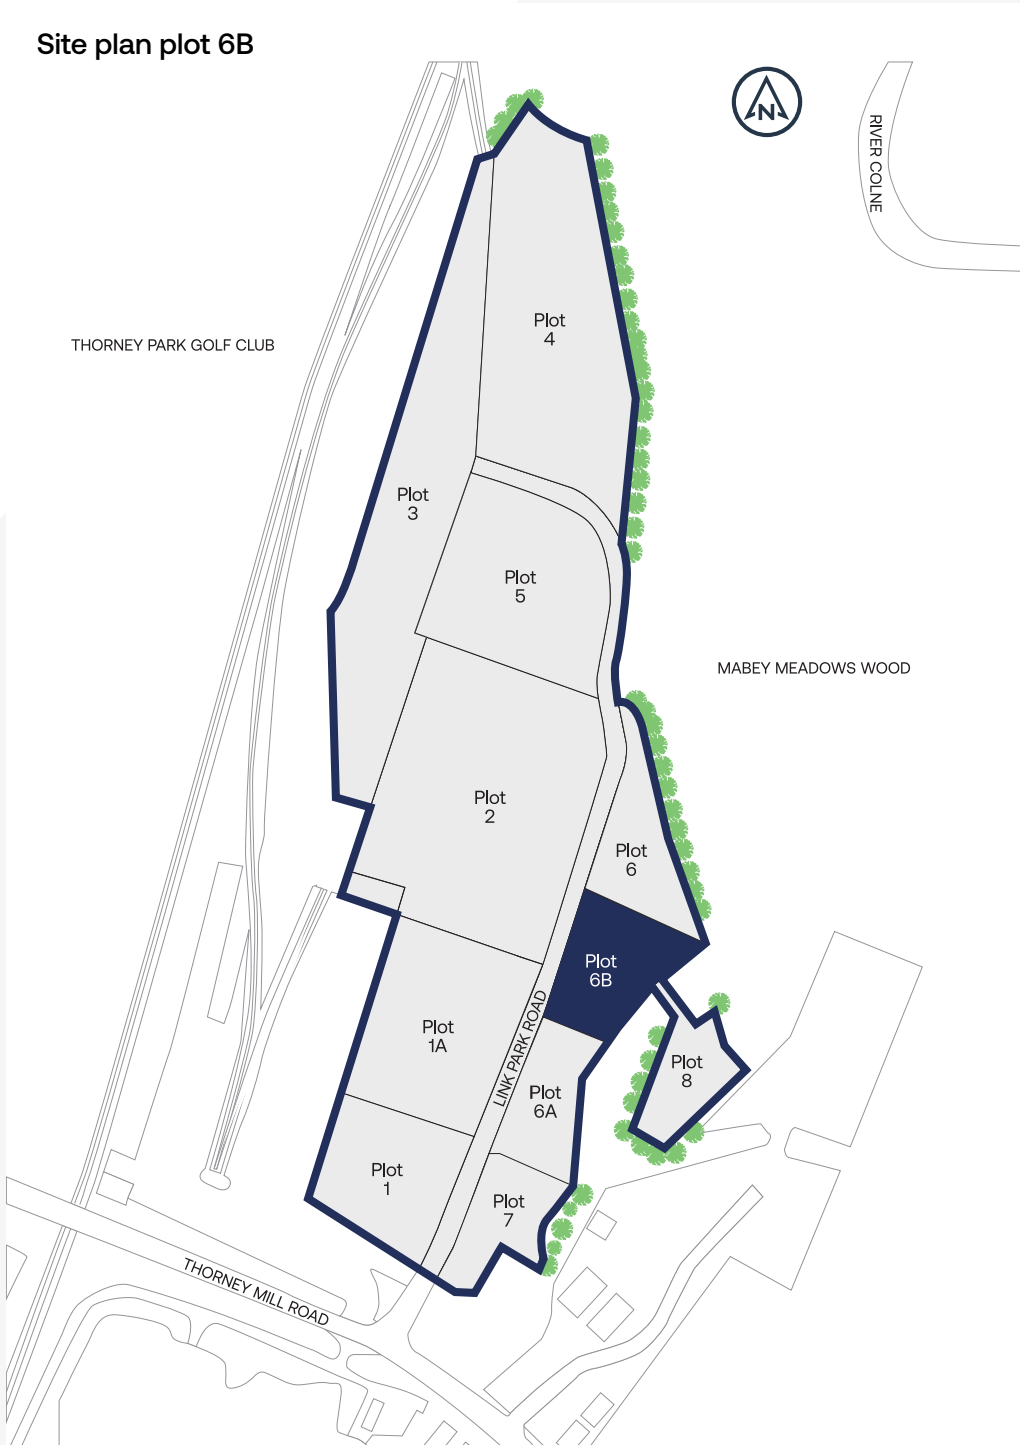 Site plan plot 6B
N
RIVER COLNE
THORNEY PARK GOLF CLUB
Plot
4
Plot
3
Plot
5
MABEY MEADOWS WOOD
Plot
2
Plot
6
Plot
6B
Plot
1A
LINK PARK ROAD
Plot
8
Plot
6A
Plot
1
Plot
7
THORNEY MILL ROAD